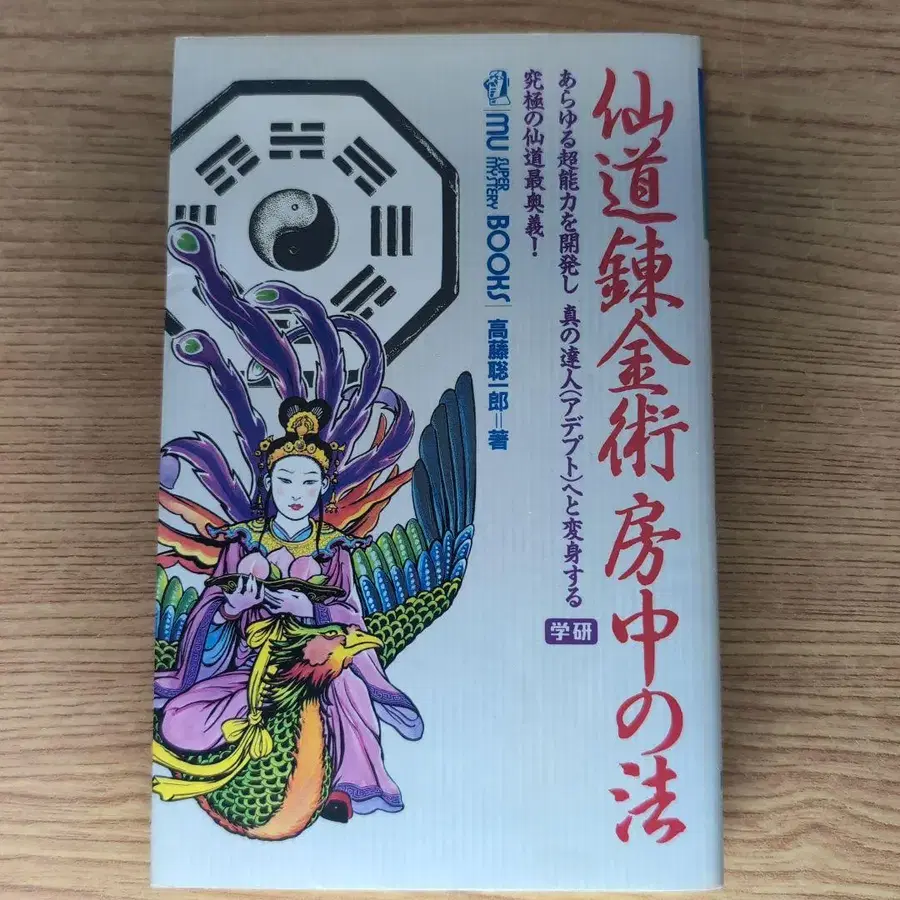 仙道錬金術 房中の法
あらゆる超能力を開発し 真の達人(アデプト)へと変身する
究極の仙道最奥義!
MU SUPER MYSTERY BOOKS
高藤聡一郎=著
学研